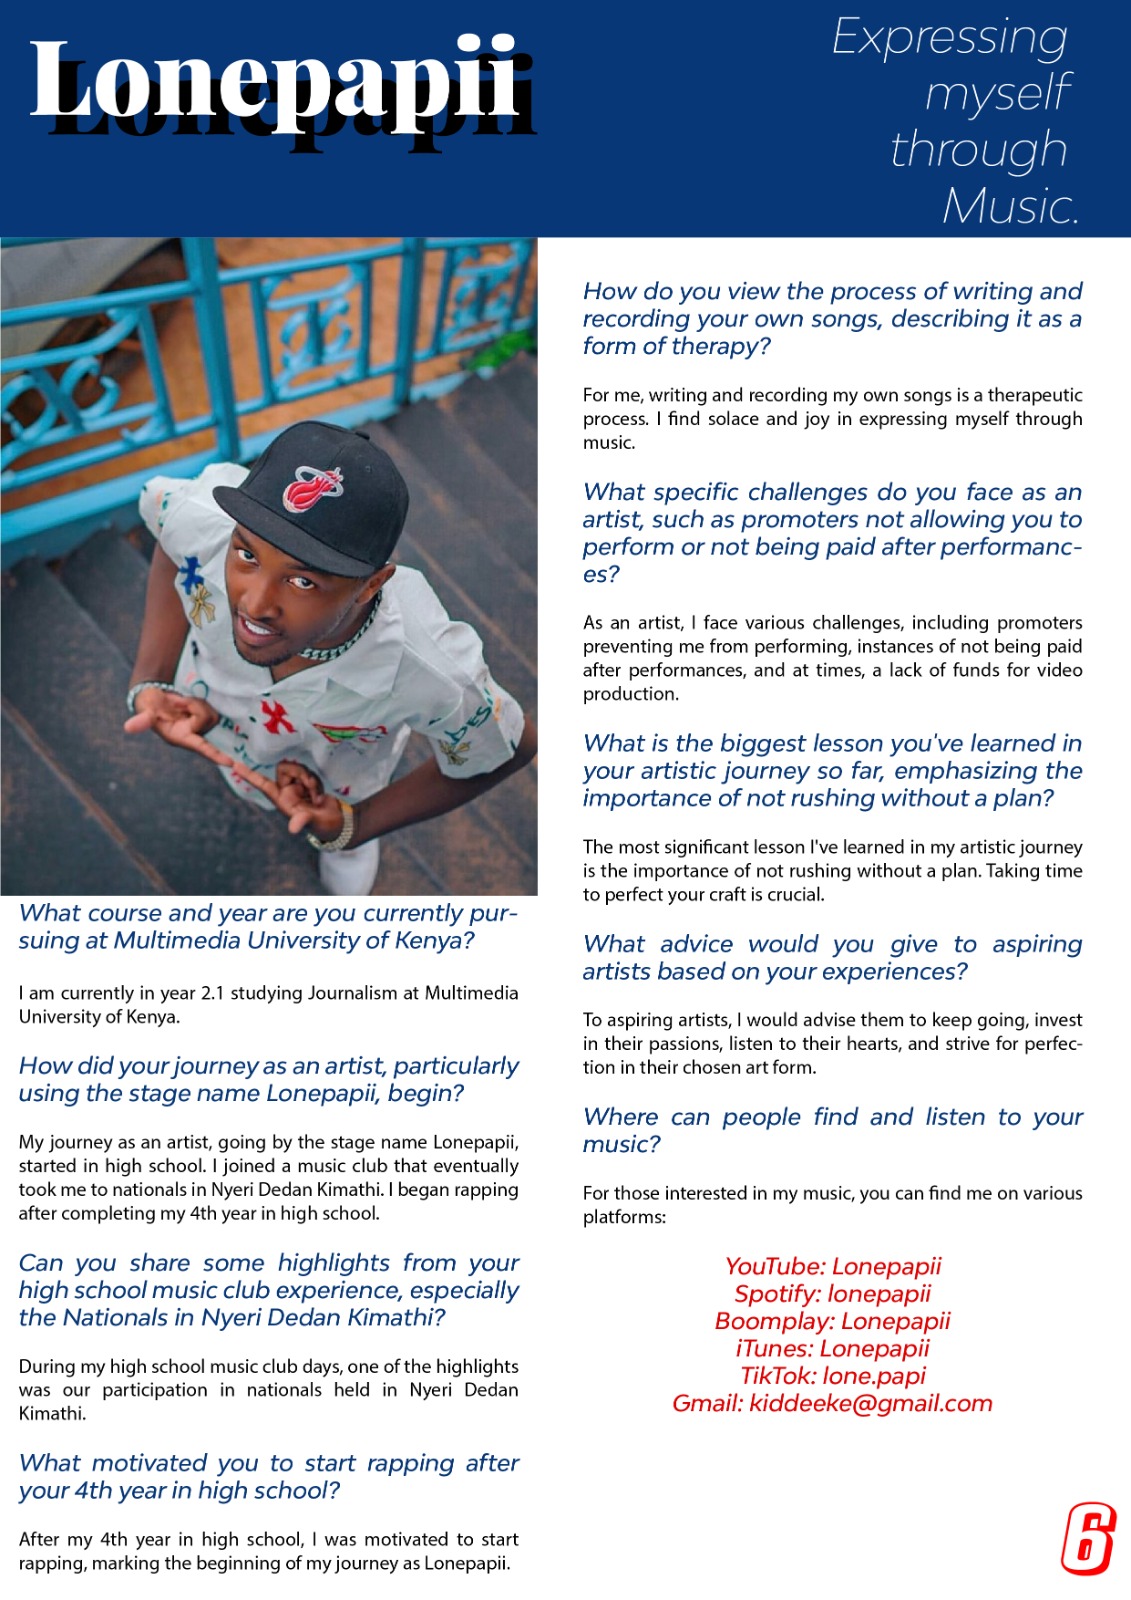 Lonepapii
Expressing
myself
through
Music.
What course and year are you currently pur-
suing at Multimedia University of Kenya?
I am currently in year 2.1 studying Journalism at Multimedia
University of Kenya.
How did your journey as an artist, particularly
using the stage name Lonepapii, begin?
My journey as an artist, going by the stage name Lonepapii,
started in high school. I joined a music club that eventually
took me to nationals in Nyeri Dedan Kimathi. I began rapping
after completing my 4th year in high school.
Can you share some highlights from your
high school music club experience, especially
the Nationals in Nyeri Dedan Kimathi?
During my high school music club days, one of the highlights
was our participation in nationals held in Nyeri Dedan
Kimathi.
What motivated you to start rapping after
your 4th year in high school?
After my 4th year in high school, I was motivated to start
rapping, marking the beginning of my journey as Lonepapii.
How do you view the process of writing and
recording your own songs, describing it as a
form of therapy?
For me, writing and recording my own songs is a therapeutic
process. I find solace and joy in expressing myself through
music.
What specific challenges do you face as an
artist, such as promoters not allowing you to
perform or not being paid after performanc-
es?
As an artist, I face various challenges, including promoters
preventing me from performing, instances of not being paid
after performances, and at times, a lack of funds for video
production.
What is the biggest lesson you've learned in
your artistic journey so far, emphasizing the
importance of not rushing without a plan?
The most significant lesson I've learned in my artistic journey
is the importance of not rushing without a plan. Taking time
to perfect your craft is crucial.
What advice would you give to aspiring
artists based on your experiences?
To aspiring artists, I would advise them to keep going, invest
in their passions, listen to their hearts, and strive for perfec-
tion in their chosen art form.
Where can people find and listen to your
music?
For those interested in my music, you can find me on various
platforms:
YouTube: Lonepapii
Spotify: lonepapii
Boomplay: Lonepapii
iTunes: Lonepapii
TikTok: lone.papi
Gmail: kiddeeke@gmail.com
6